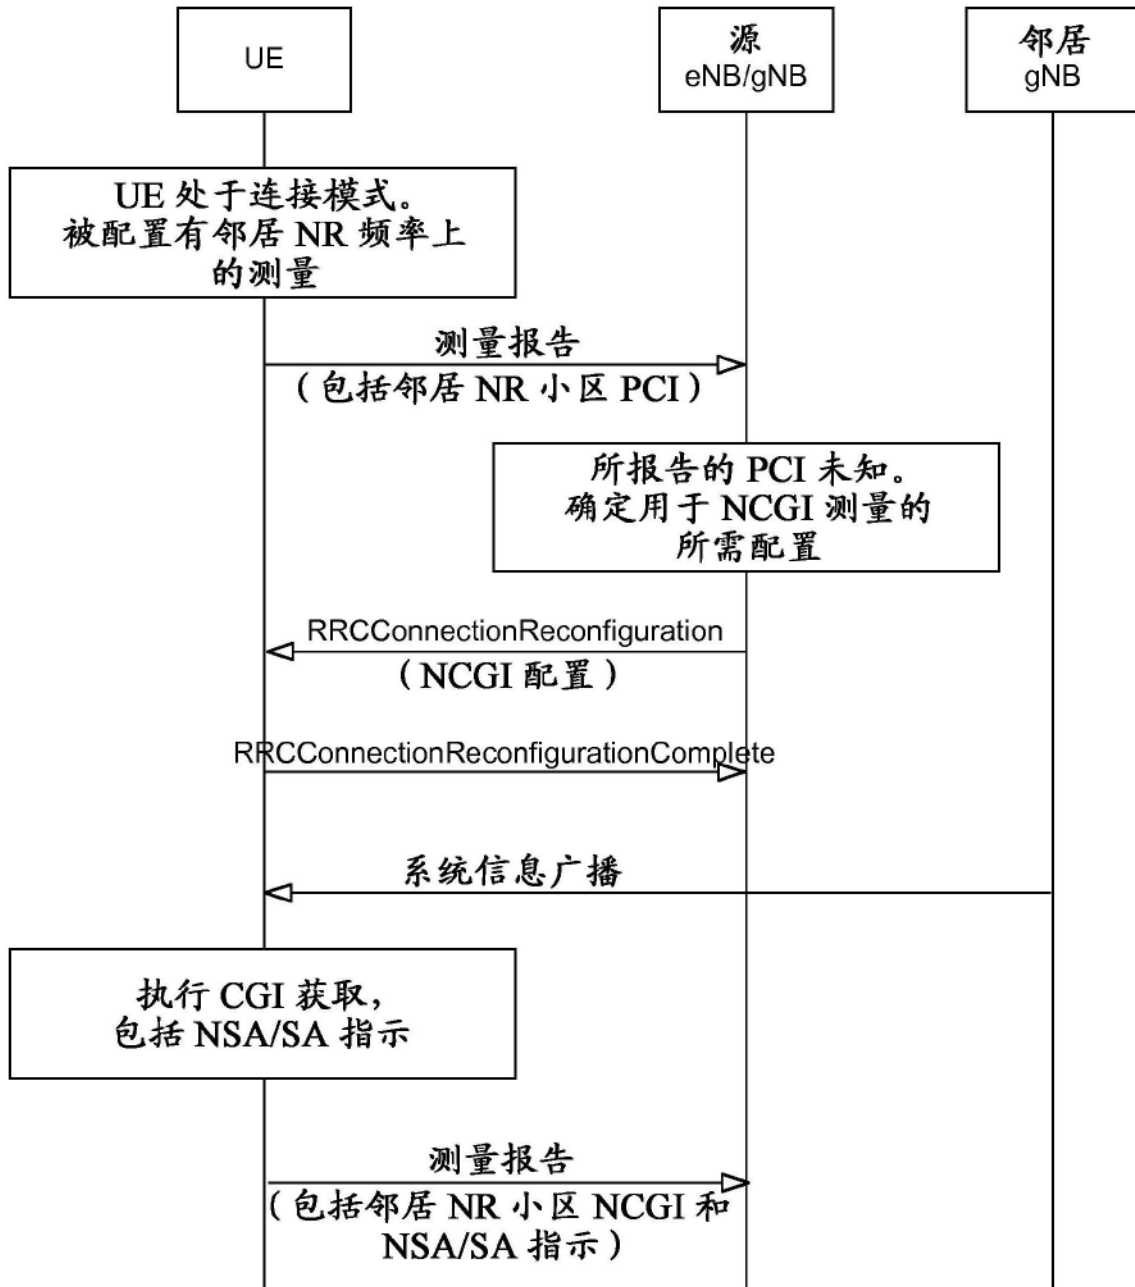 UE
源
eNB/gNB
邻居
gNB
UE 处于连接模式。
被配置有邻居 NR 频率上
的测量
测量报告
（包括邻居 NR 小区 PCI）
所报告的 PCI 未知。
确定用于 NCGI 测量的
所需配置
RRCConnectionReconfiguration
（NCGI 配置）
RRCConnectionReconfigurationComplete
系统信息广播
执行 CGI 获取，
包括 NSA/SA 指示
测量报告
（包括邻居 NR 小区 NCGI 和
NSA/SA 指示）